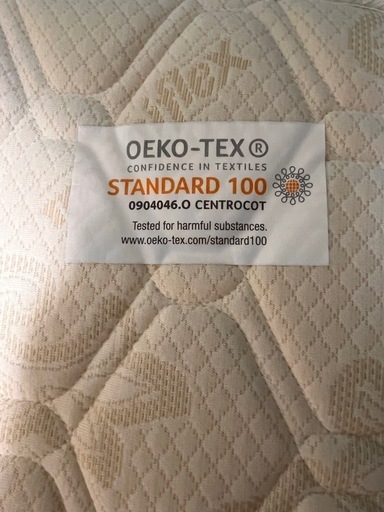 OEKO-TEX®
CONFIDENCE IN TEXTILES
STANDARD 100
0904046.O CENTROCOT
Tested for harmful substances.
www.oeko-tex.com/standard100